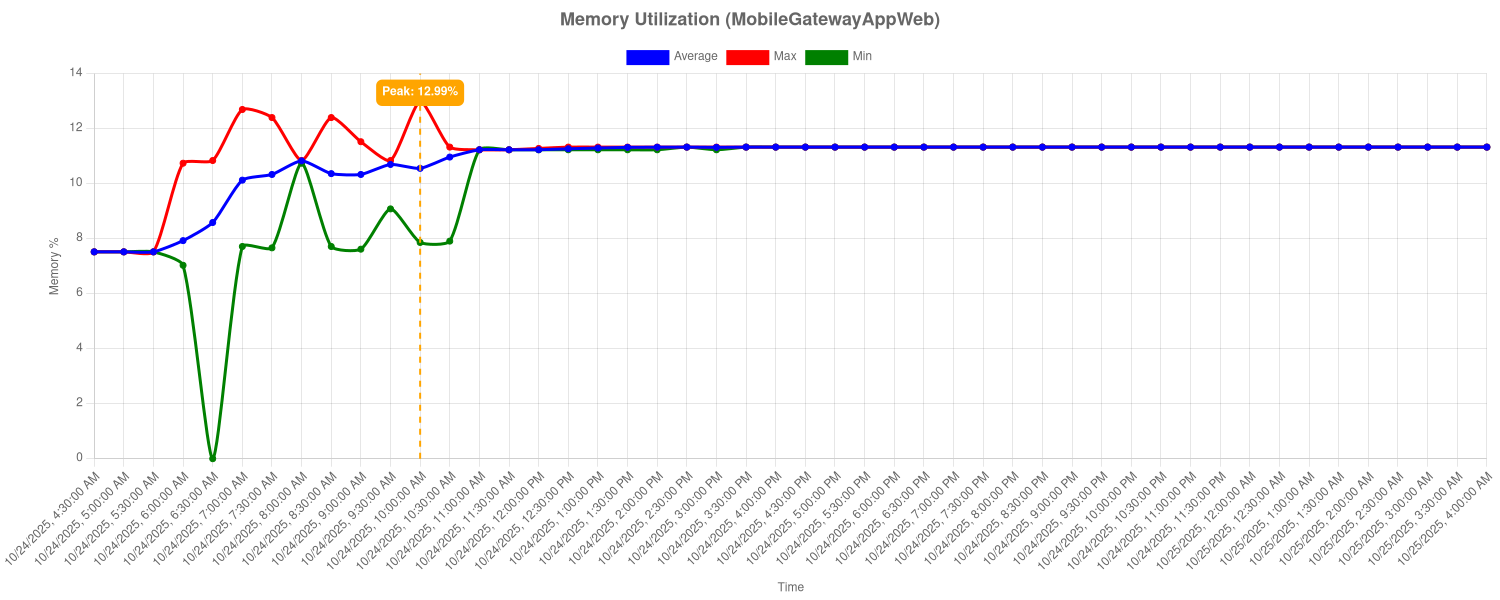 Memory Utilization (MobileGatewayAppWeb)
Average Max Min
Peak: 12.99%
14
12
10
8
6
4
2
0
Memory %
10/24/2025, 4:30:00 AM
10/24/2025, 5:00:00 AM
10/24/2025, 5:30:00 AM
10/24/2025, 6:00:00 AM
10/24/2025, 6:30:00 AM
10/24/2025, 7:00:00 AM
10/24/2025, 7:30:00 AM
10/24/2025, 8:00:00 AM
10/24/2025, 8:30:00 AM
10/24/2025, 9:00:00 AM
10/24/2025, 9:30:00 AM
10/24/2025, 10:00:00 AM
10/24/2025, 10:30:00 AM
10/24/2025, 11:00:00 AM
10/24/2025, 11:30:00 AM
10/24/2025, 12:00:00 PM
10/24/2025, 12:30:00 PM
10/24/2025, 1:00:00 PM
10/24/2025, 1:30:00 PM
10/24/2025, 2:00:00 PM
10/24/2025, 2:30:00 PM
10/24/2025, 3:00:00 PM
10/24/2025, 3:30:00 PM
10/24/2025, 4:00:00 PM
10/24/2025, 4:30:00 PM
10/24/2025, 5:00:00 PM
10/24/2025, 5:30:00 PM
10/24/2025, 6:00:00 PM
10/24/2025, 6:30:00 PM
10/24/2025, 7:00:00 PM
10/24/2025, 7:30:00 PM
10/24/2025, 8:00:00 PM
10/24/2025, 8:30:00 PM
10/24/2025, 9:00:00 PM
10/24/2025, 9:30:00 PM
10/24/2025, 10:00:00 PM
10/24/2025, 10:30:00 PM
10/24/2025, 11:00:00 PM
10/24/2025, 11:30:00 PM
10/25/2025, 12:00:00 AM
10/25/2025, 12:30:00 AM
10/25/2025, 1:00:00 AM
10/25/2025, 1:30:00 AM
10/25/2025, 2:00:00 AM
10/25/2025, 2:30:00 AM
10/25/2025, 3:00:00 AM
10/25/2025, 3:30:00 AM
10/25/2025, 4:00:00 AM
Time